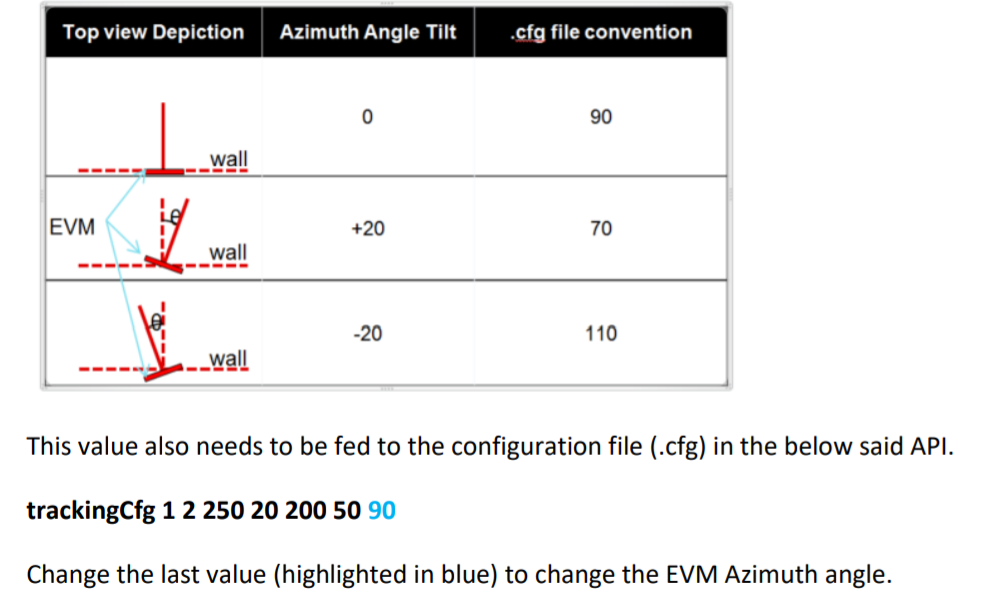 Top view Depiction Azimuth Angle Tilt .cfg file convention
0 90
wall
θ
EVM +20 70
wall
θ
-20 110
wall
This value also needs to be fed to the configuration file (.cfg) in the below said API.
trackingCfg 1 2 250 20 200 50 90
Change the last value (highlighted in blue) to change the EVM Azimuth angle.